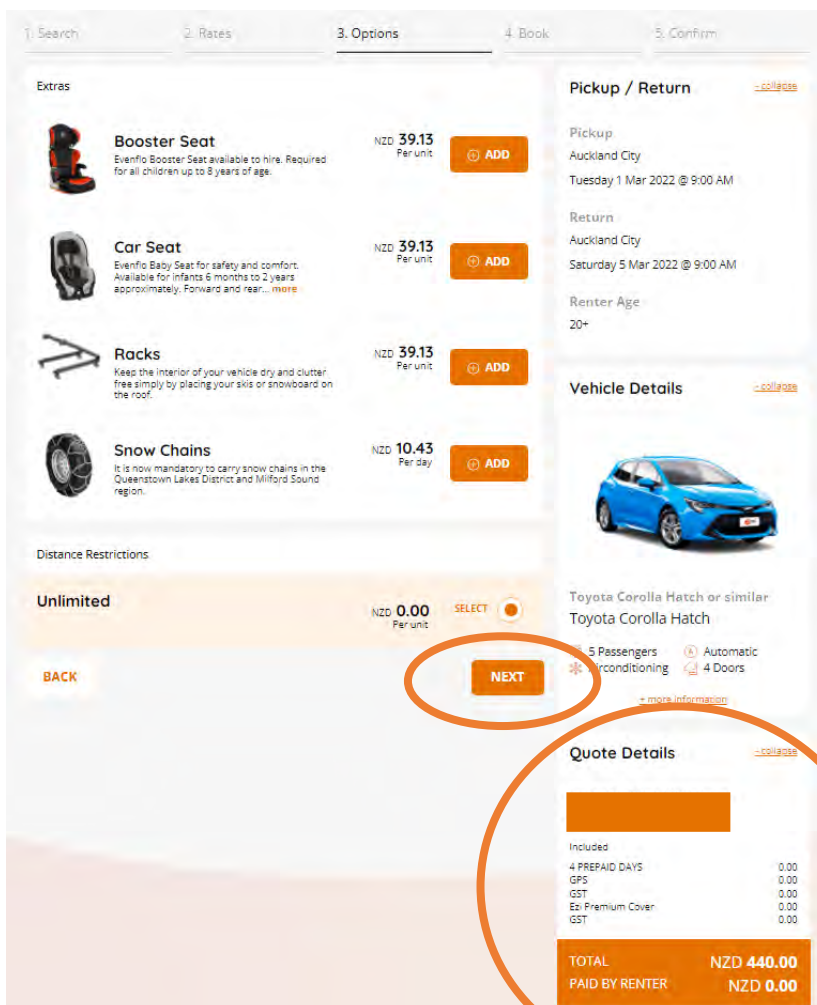 1. Search
2. Rates
3. Options
4. Book
5. Confirm
Extras
Booster Seat
Evenflo Booster Seat available to hire. Required
for all children up to 8 years of age.
NZD 39.13
Per unit
ADD
Car Seat
Evenflo Baby Seat for safety and comfort.
Available for infants 6 months to 2 years
approximately. Forward and rear... more
NZD 39.13
Per unit
ADD
Racks
Keep the interior of your vehicle dry and clutter
free simply by placing your skis or snowboard on
the roof.
NZD 39.13
Per unit
ADD
Snow Chains
It is now mandatory to carry snow chains in the
Queenstown Lakes District and Milford Sound
region.
NZD 10.43
Per day
ADD
Distance Restrictions
Unlimited
NZD 0.00
Per unit
SELECT
BACK
NEXT
Pickup / Return
- collapse
Pickup
Auckland City
Tuesday 1 Mar 2022 @ 9:00 AM
Return
Auckland City
Saturday 5 Mar 2022 @ 9:00 AM
Renter Age
20+
Vehicle Details
- collapse
Toyota Corolla Hatch or similar
Toyota Corolla Hatch
5 Passengers
Automatic
Airconditioning
4 Doors
+ more information
Quote Details
- collapse
Included
4 PREPAID DAYS 0.00
GPS 0.00
GST 0.00
Ezi Premium Cover 0.00
GST 0.00
TOTAL NZD 440.00
PAID BY RENTER NZD 0.00